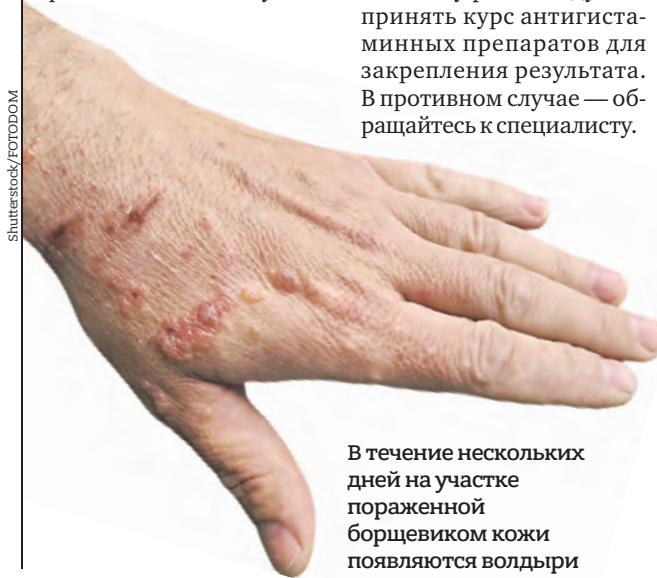 принять курс антигиста-
минных препаратов для
закрепления результата.
В противном случае — об-
ращайтесь к специалисту.
Shutterstock/FOTODOM
В течение нескольких
дней на участке
пораженной
борщевиком кожи
появляются волдыри